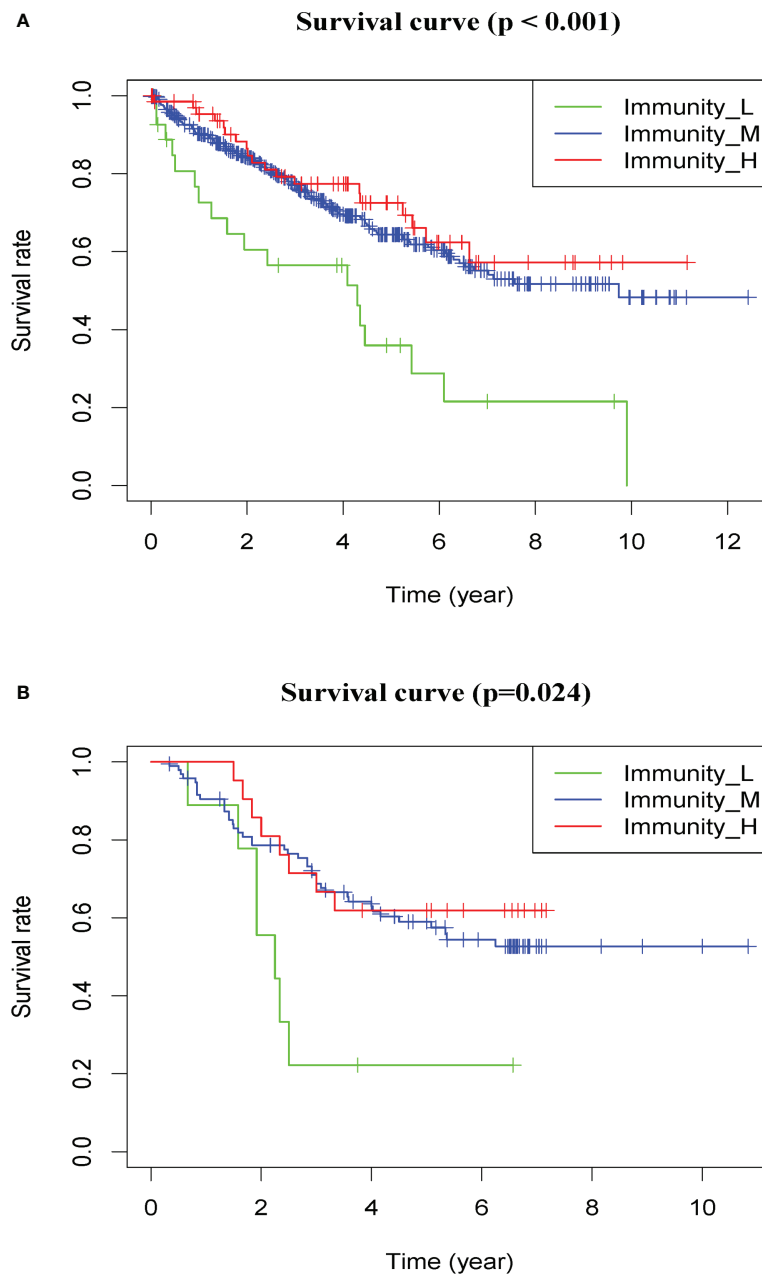 A
Survival curve (p < 0.001)
Immunity_L
Immunity_M
Immunity_H
Survival rate
0.0 0.2 0.4 0.6 0.8 1.0
0 2 4 6 8 10 12
Time (year)
B
Survival curve (p=0.024)
Immunity_L
Immunity_M
Immunity_H
Survival rate
0.0 0.2 0.4 0.6 0.8 1.0
0 2 4 6 8 10
Time (year)